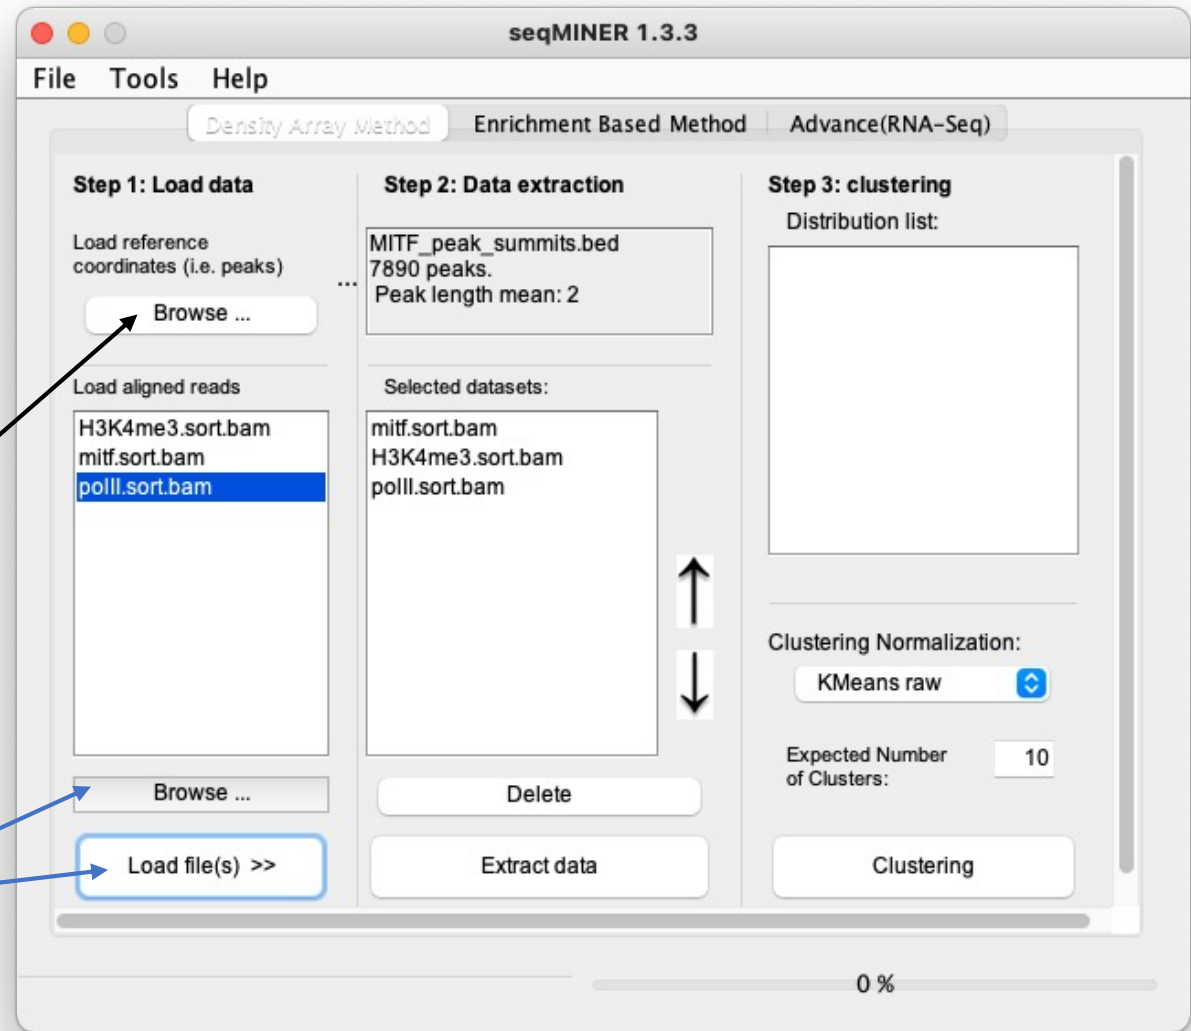 seqMINER 1.3.3
File Tools Help
Density Array Method Enrichment Based Method Advance(RNA-Seq)
Step 1: Load data
Load reference
coordinates (i.e. peaks)
Browse ...
Load aligned reads
H3K4me3.sort.bam
mitf.sort.bam
polII.sort.bam
Browse ...
Load file(s) >>
...
Step 2: Data extraction
MITF_peak_summits.bed
7890 peaks.
Peak length mean: 2
Selected datasets:
mitf.sort.bam
H3K4me3.sort.bam
polII.sort.bam
Delete
Extract data
Step 3: clustering
Distribution list:
Clustering Normalization:
KMeans raw
Expected Number
of Clusters:
10
Clustering
0 %